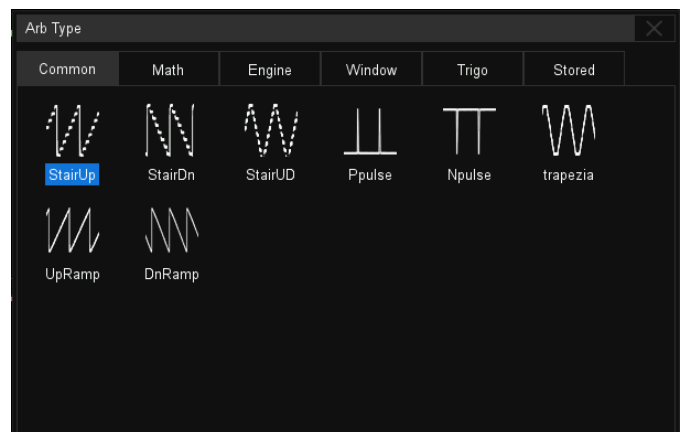 Arb Type
Common Math Engine Window Trigo Stored
StairUp StairDn StairUD Ppulse Npulse trapezia
UpRamp DnRamp